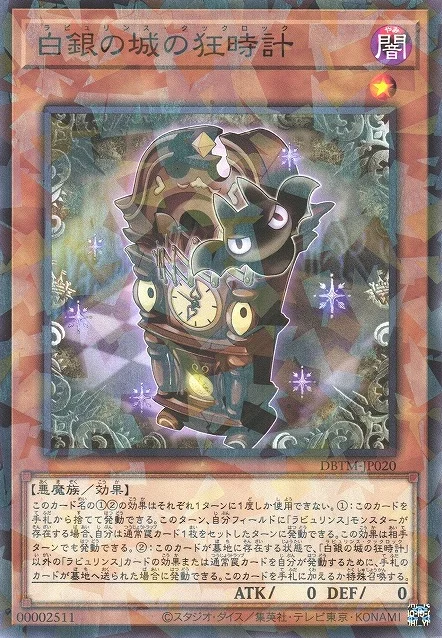 ラビュリンス クックロック
白銀の城の狂時計
やみ
闇
DBTM-JP020
【悪魔族／効果】
このカード名の①②の効果はそれぞれ1ターンに1度しか使用できない。①：このカードを
手札から捨てて発動できる。このターン、自分フィールドに「ラビュリンス」モンスターが
存在する場合、自分は通常罠カード1枚をセットしたターンに発動できる。この効果は相手
ターンでも発動できる。②：このカードが墓地に存在する状態で、「白銀の城の狂時計」
以外の「ラビュリンス」カードの効果または通常罠カードを自分が発動するために、手札の
カードが墓地へ送られた場合に発動できる。このカードを手札に加えるか特殊召喚する。
ATK/ 0 DEF/ 0
00002511 ©スタジオ・ダイス／集英社・テレビ東京・KONAMI